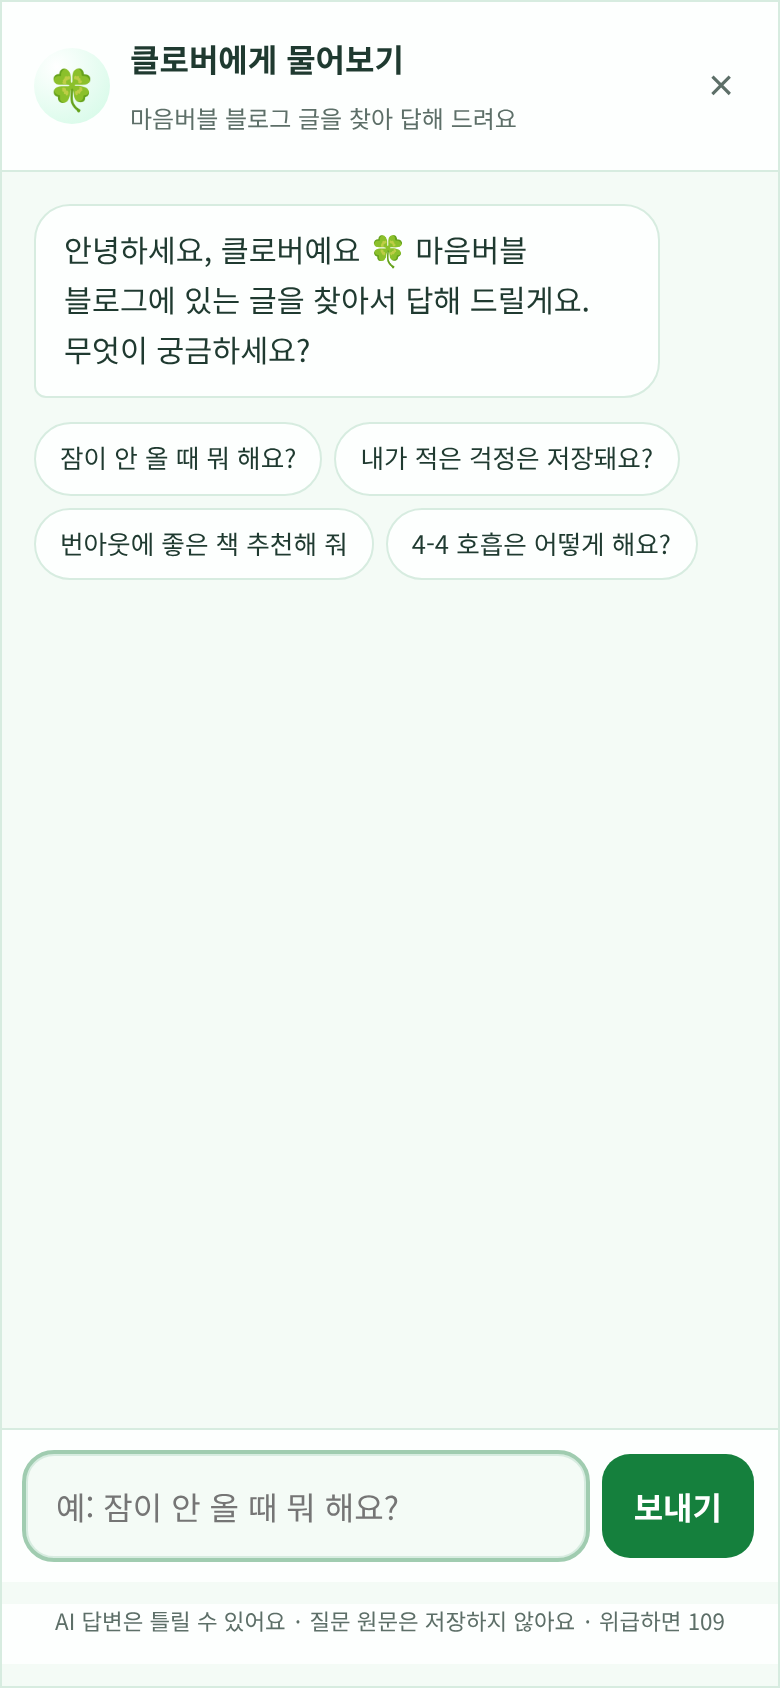 클로버에게 물어보기
마음버블 블로그 글을 찾아 답해 드려요
×
안녕하세요, 클로버예요 🍀 마음버블
블로그에 있는 글을 찾아서 답해 드릴게요.
무엇이 궁금하세요?
잠이 안 올 때 뭐 해요?
내가 적은 걱정은 저장돼요?
번아웃에 좋은 책 추천해 줘
4-4 호흡은 어떻게 해요?
예: 잠이 안 올 때 뭐 해요?
보내기
AI 답변은 틀릴 수 있어요 · 질문 원문은 저장하지 않아요 · 위급하면 109